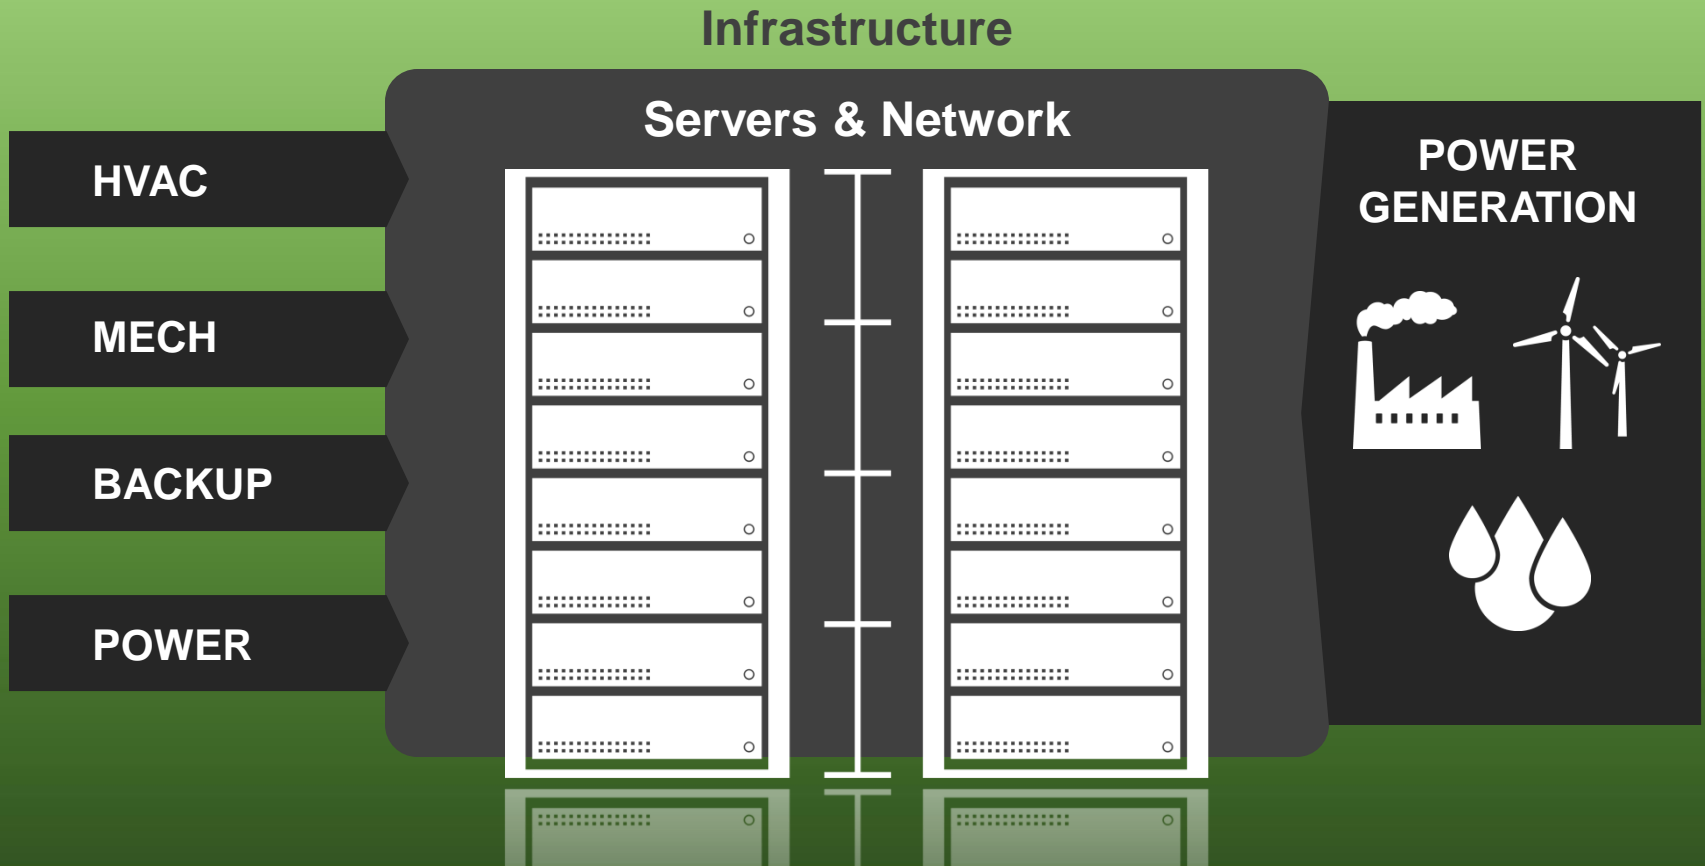 Infrastructure
Servers & Network
HVAC
MECH
BACKUP
POWER
POWER
GENERATION